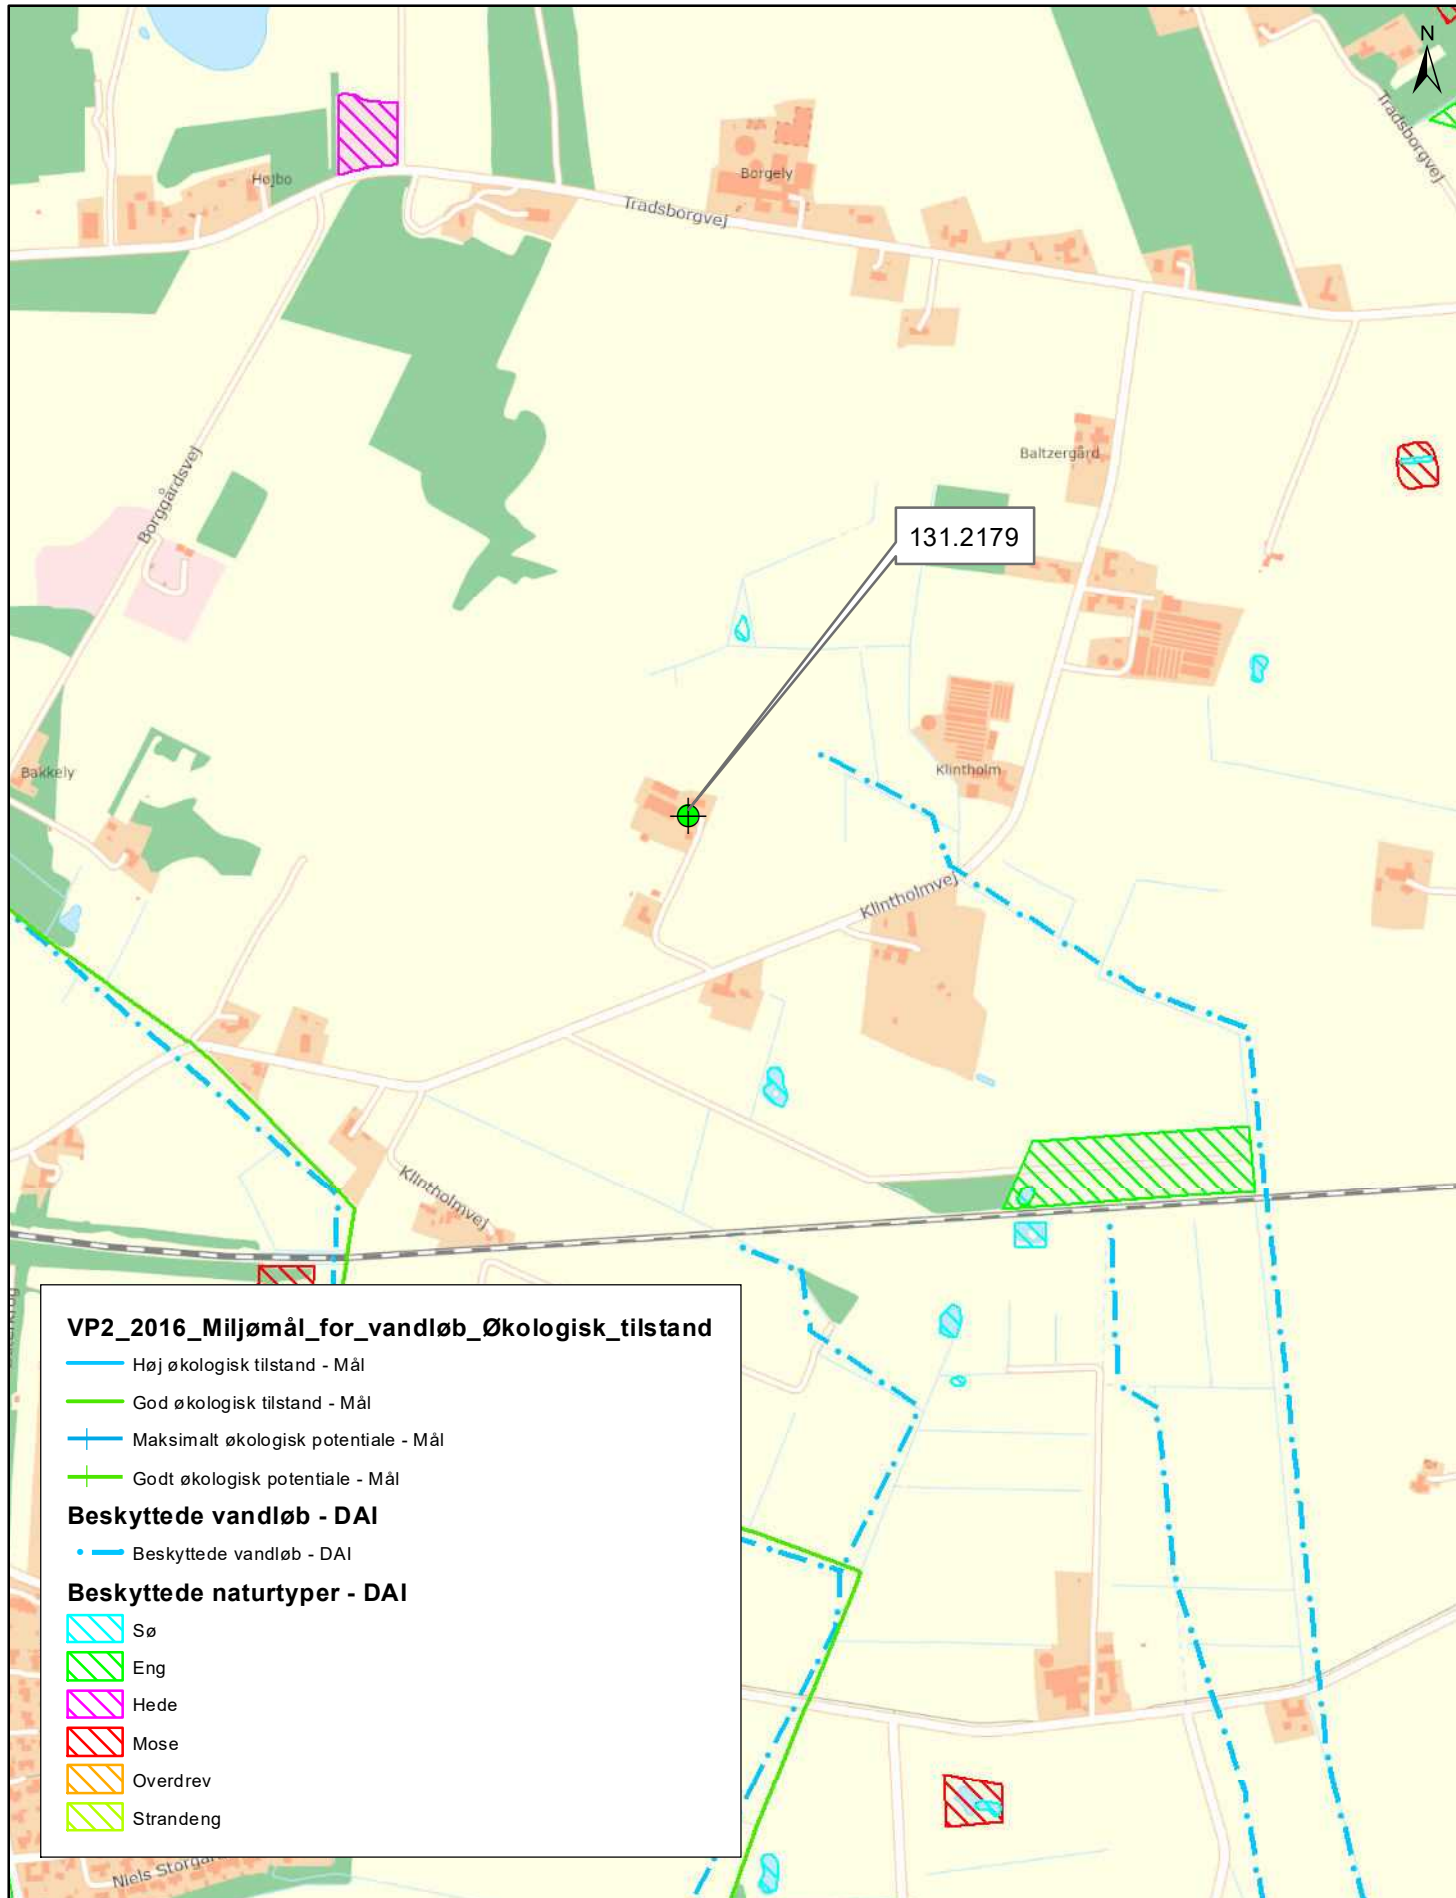 N
Tradsborgvej
Højbo
Borgely
Tradsborgvej
Baltzergård
Borggårdsvej
131.2179
Bakkely
Klintholm
Klintholmvej
Klintholmvej
VP2_2016_Miljømål_for_vandløb_Økologisk_tilstand
Høj økologisk tilstand - Mål
God økologisk tilstand - Mål
Maksimalt økologisk potentiale - Mål
Godt økologisk potentiale - Mål
Beskyttede vandløb - DAI
Beskyttede vandløb - DAI
Beskyttede naturtyper - DAI
Sø
Eng
Hede
Mose
Overdrev
Strandeng
Niels